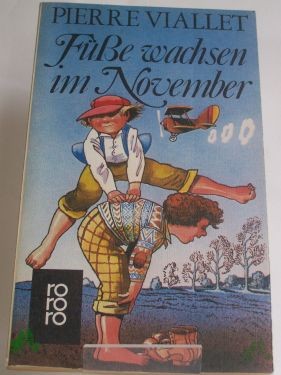 PIERRE VIALLET
Füße wachsen
im November
ro
ro
ro